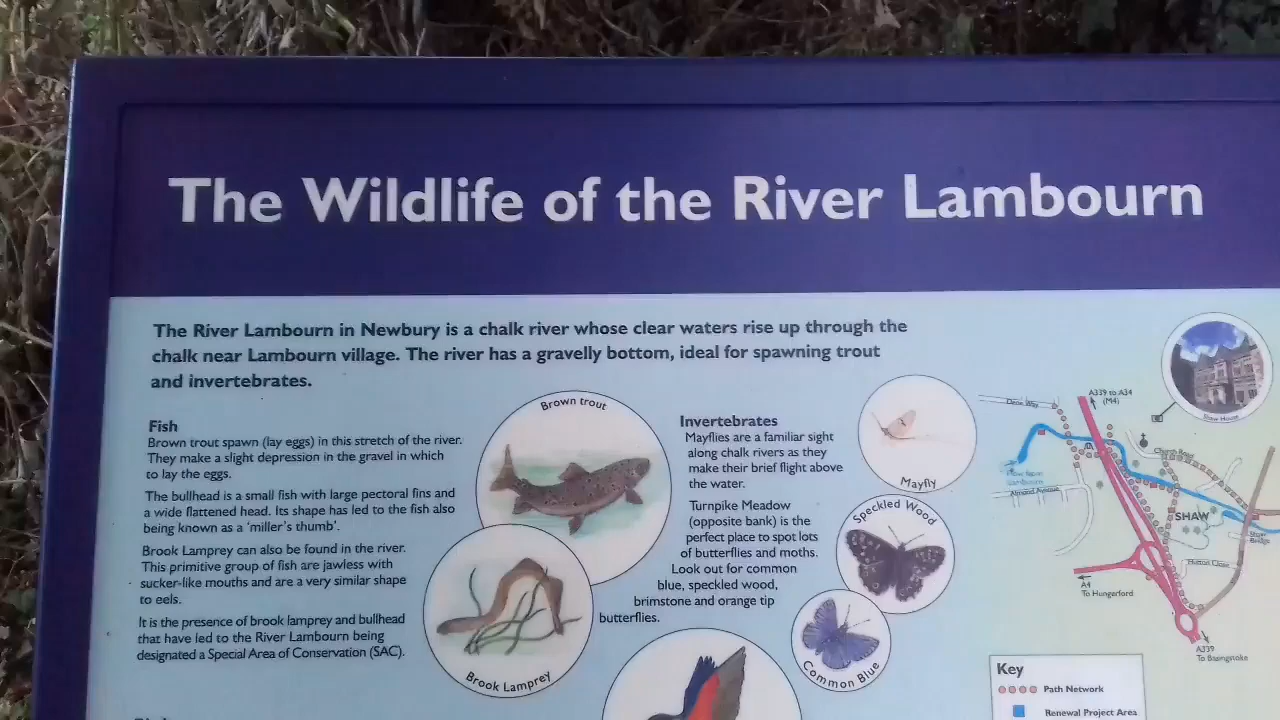 The Wildlife of the River Lambourn
The River Lambourn in Newbury is a chalk river whose clear waters rise up through the
chalk near Lambourn village. The river has a gravelly bottom, ideal for spawning trout
and invertebrates.
Fish
Brown trout spawn (lay eggs) in this stretch of the river.
They make a slight depression in the gravel in which
to lay the eggs.
The bullhead is a small fish with large pectoral fins and
a wide flattened head. Its shape has led to the fish also
being known as a 'miller's thumb'.
Brook Lamprey can also be found in the river.
This primitive group of fish are jawless with
sucker-like mouths and are a very similar shape
to eels.
It is the presence of brook lamprey and bullhead
that have led to the River Lambourn being
designated a Special Area of Conservation (SAC).
Brown trout
Brook Lamprey
Invertebrates
Mayflies are a familiar sight
along chalk rivers as they
make their brief flight above
the water.
Turnpike Meadow
(opposite bank) is the
perfect place to spot lots
of butterflies and moths.
Look out for common
blue, speckled wood,
brimstone and orange tip
butterflies.
Mayfly
Speckled Wood
Common Blue
A339 to A34
(M4)
Shaw House
Almond Avenue
SHAW
A4
To Hungerford
A339
To Basingstoke
Key
Path Network
Renewal Project Area